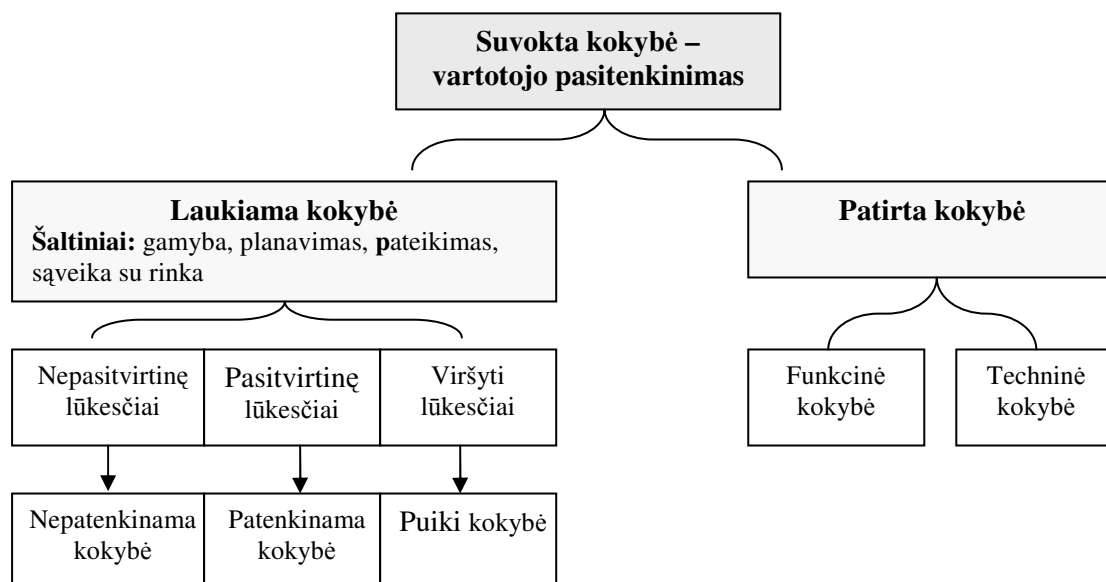 Suvokta kokybė –
vartotojo pasitenkinimas
Laukiama kokybė
Šaltiniai: gamyba, planavimas, pateikimas,
sąveika su rinka
Patirta kokybė
Nepasitvirtinę
lūkesčiai
Pasitvirtinę
lūkesčiai
Viršyti
lūkesčiai
Funkcinė
kokybė
Techninė
kokybė
Nepatenkinama
kokybė
Patenkinama
kokybė
Puiki kokybė